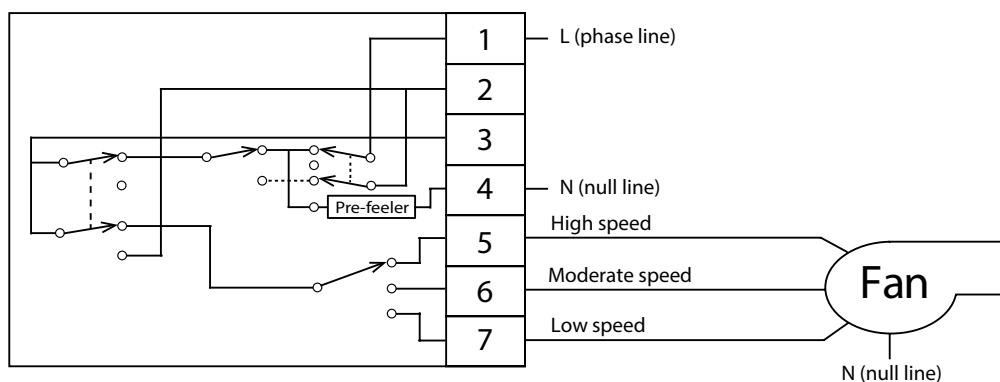 1
L (phase line)
2
3
4
N (null line)
Pre-feeler
5
High speed
6
Moderate speed
7
Low speed
Fan
N (null line)